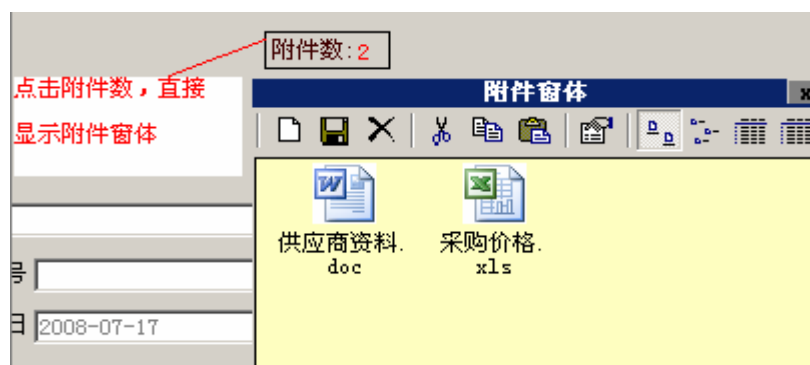 附件数:2
点击附件数，直接
显示附件窗体
附件窗体
x
供应商资料.
doc
采购价格.
xls
号
日 2008-07-17